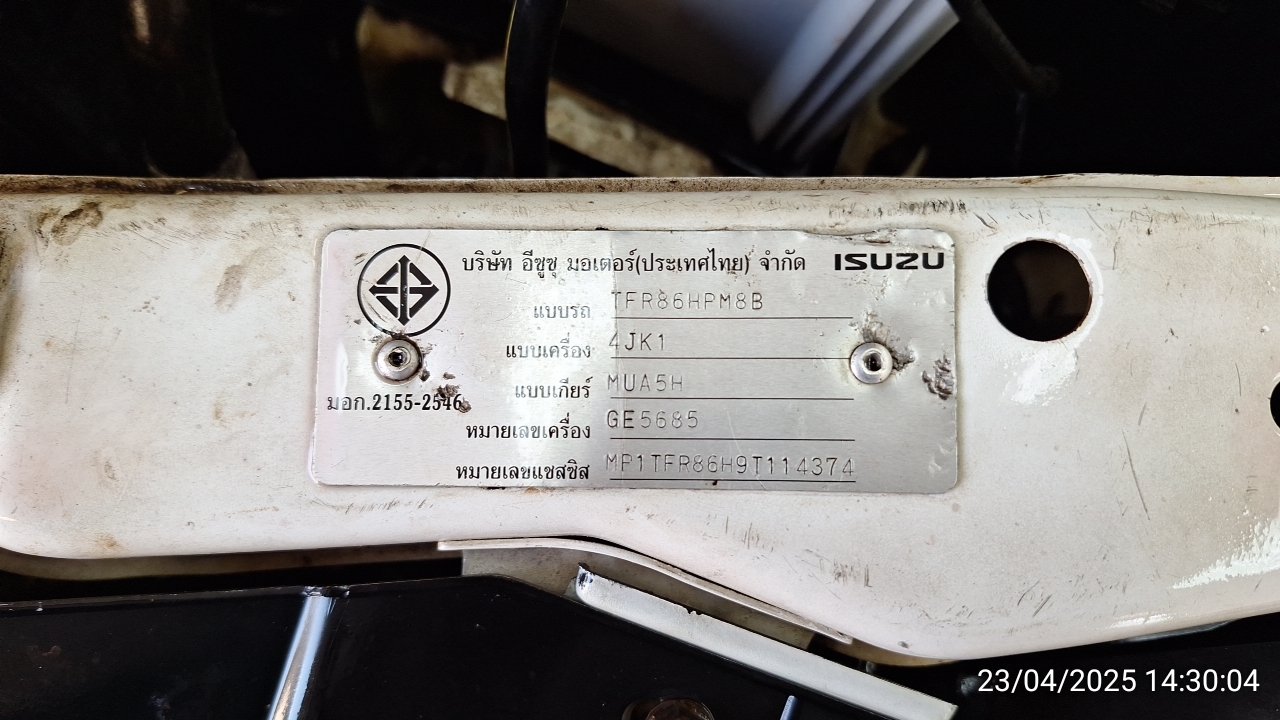 บริษัท อีซูซุ มอเตอร์(ประเทศไทย) จำกัด ISUZU
แบบรถ TFR86HPM8B
แบบเครื่อง 4JK1
แบบเกียร์ MUA5H
มอก.2155-2546
หมายเลขเครื่อง GE5685
หมายเลขแชสซิส MP1TFR86H9T114374
23/04/2025 14:30:04